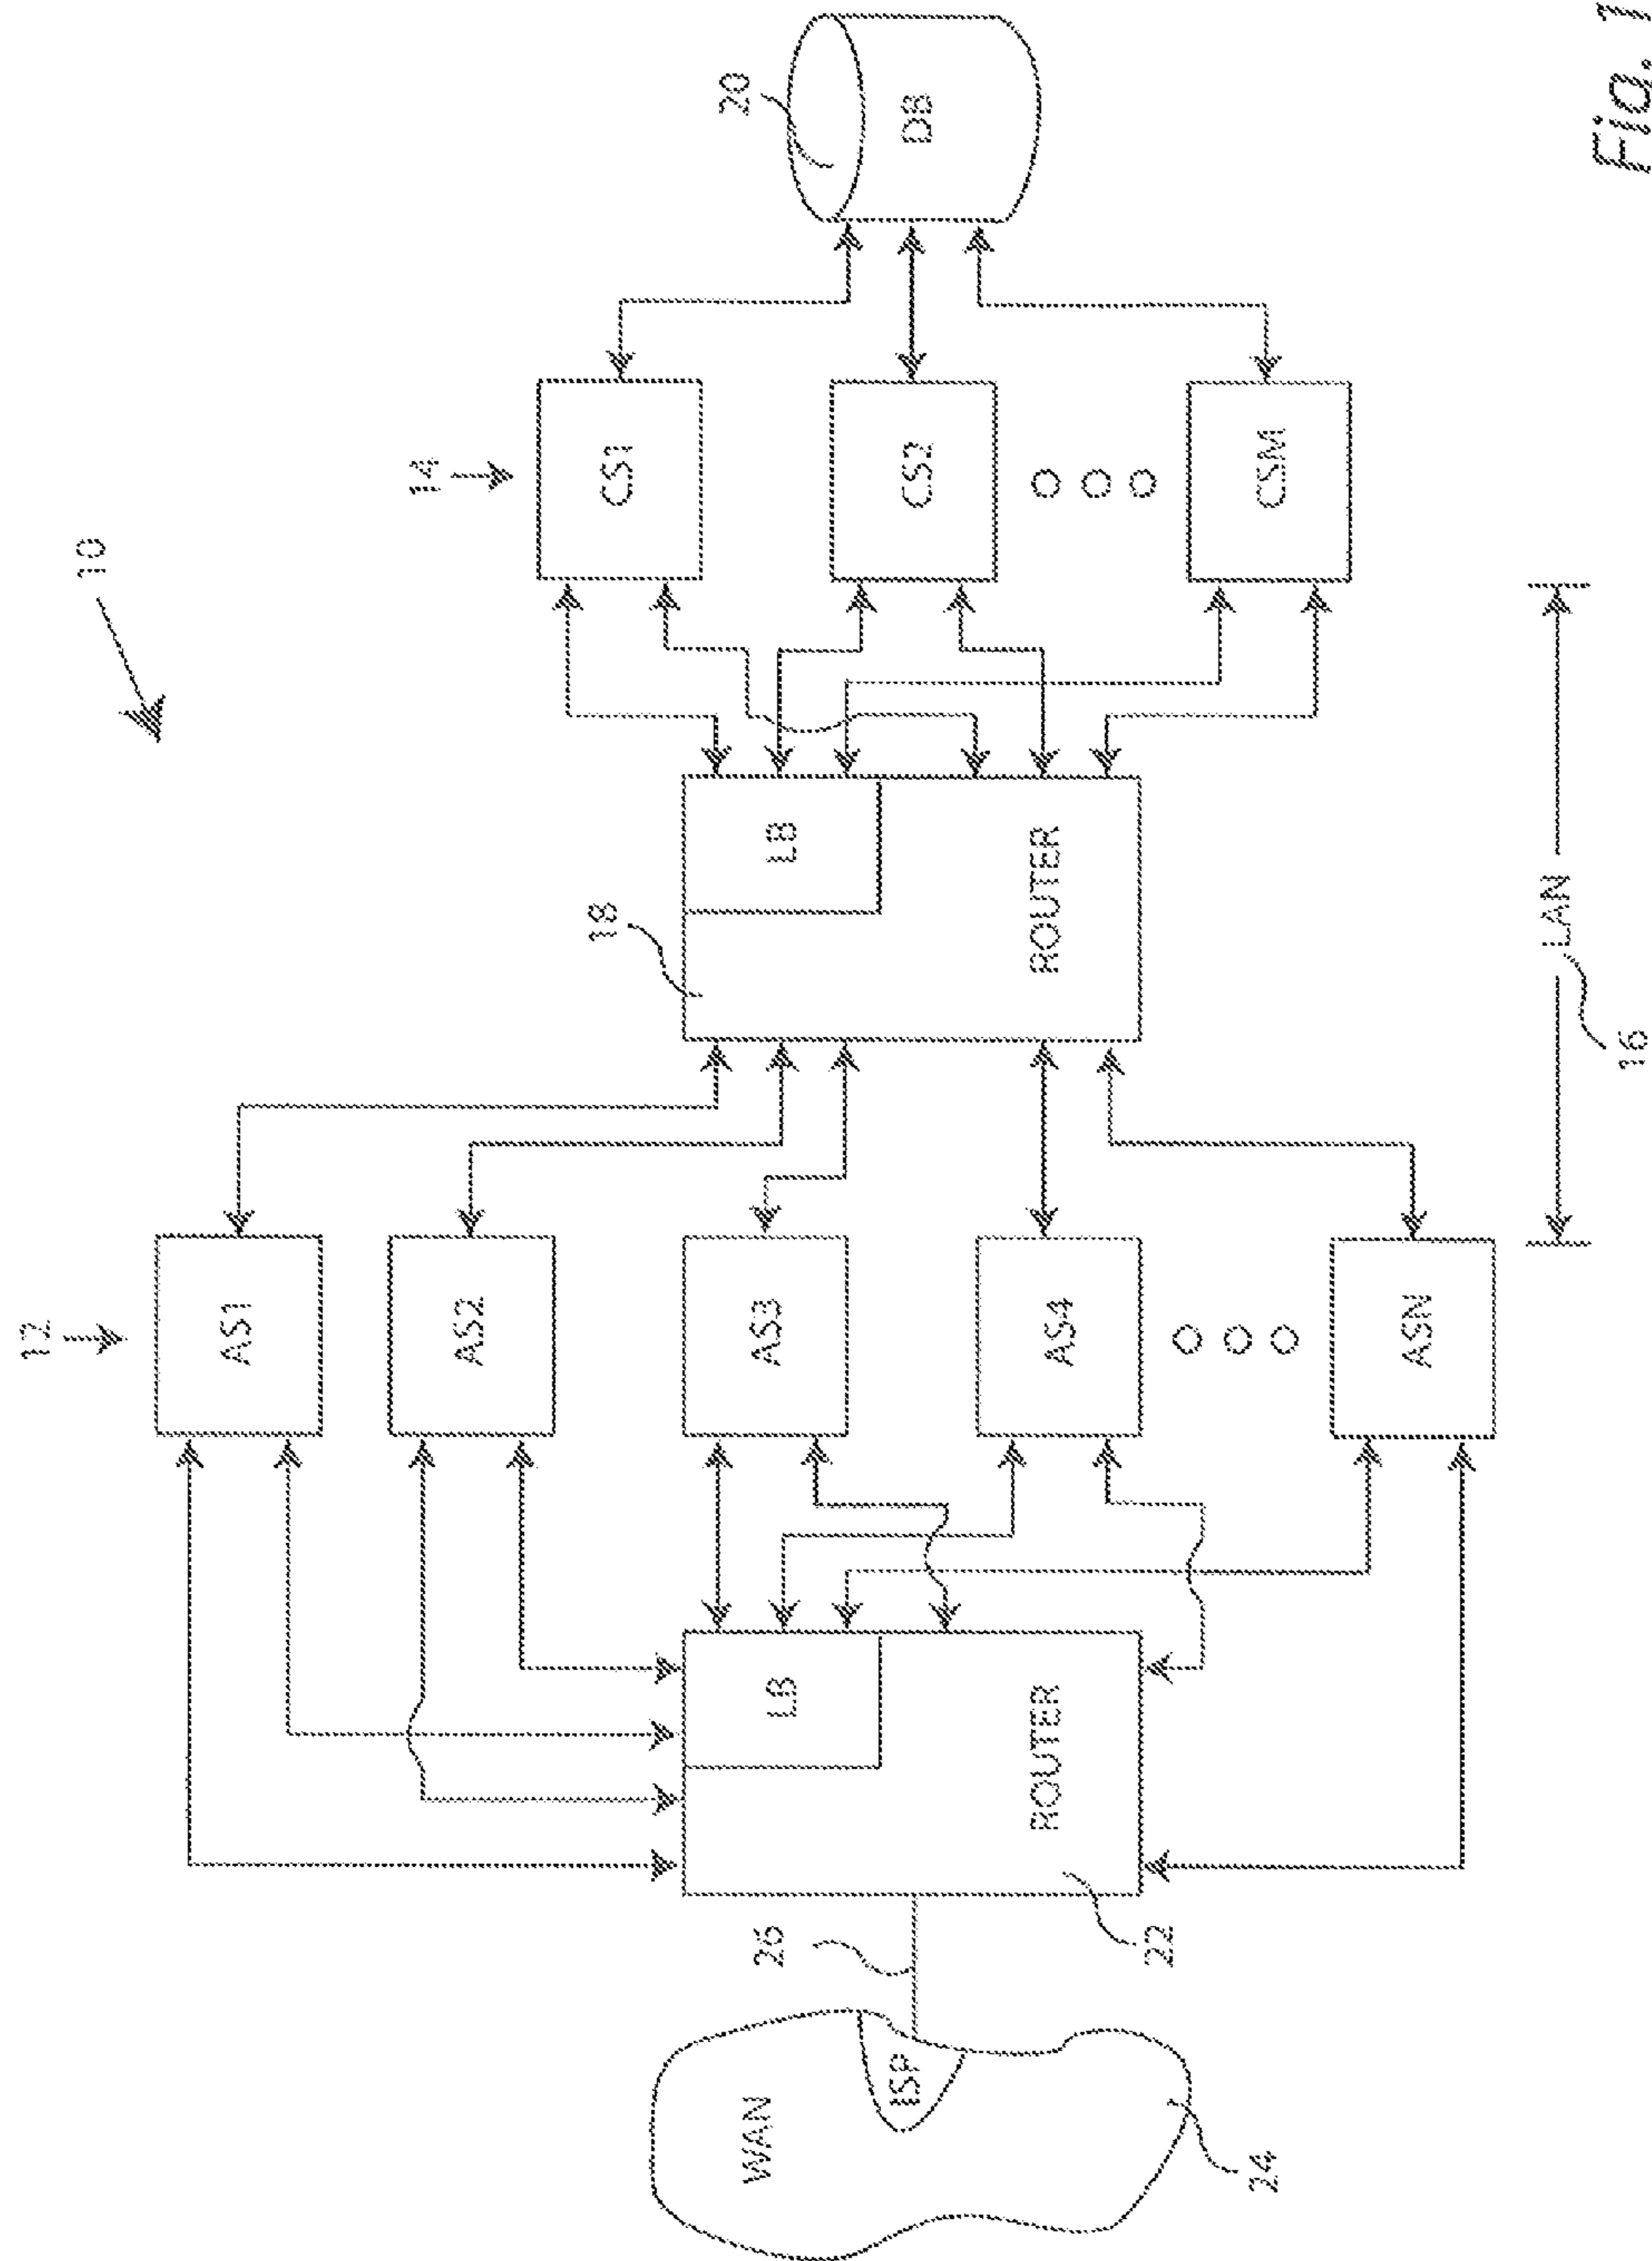 10
12
14
AS1
AS2
AS3
AS4
ASN
18
LB
ROUTER
LB
ROUTER
CS1
CS2
CSM
20
DB
WAN
ISP
26
22
24
LAN
16
Fig. 1